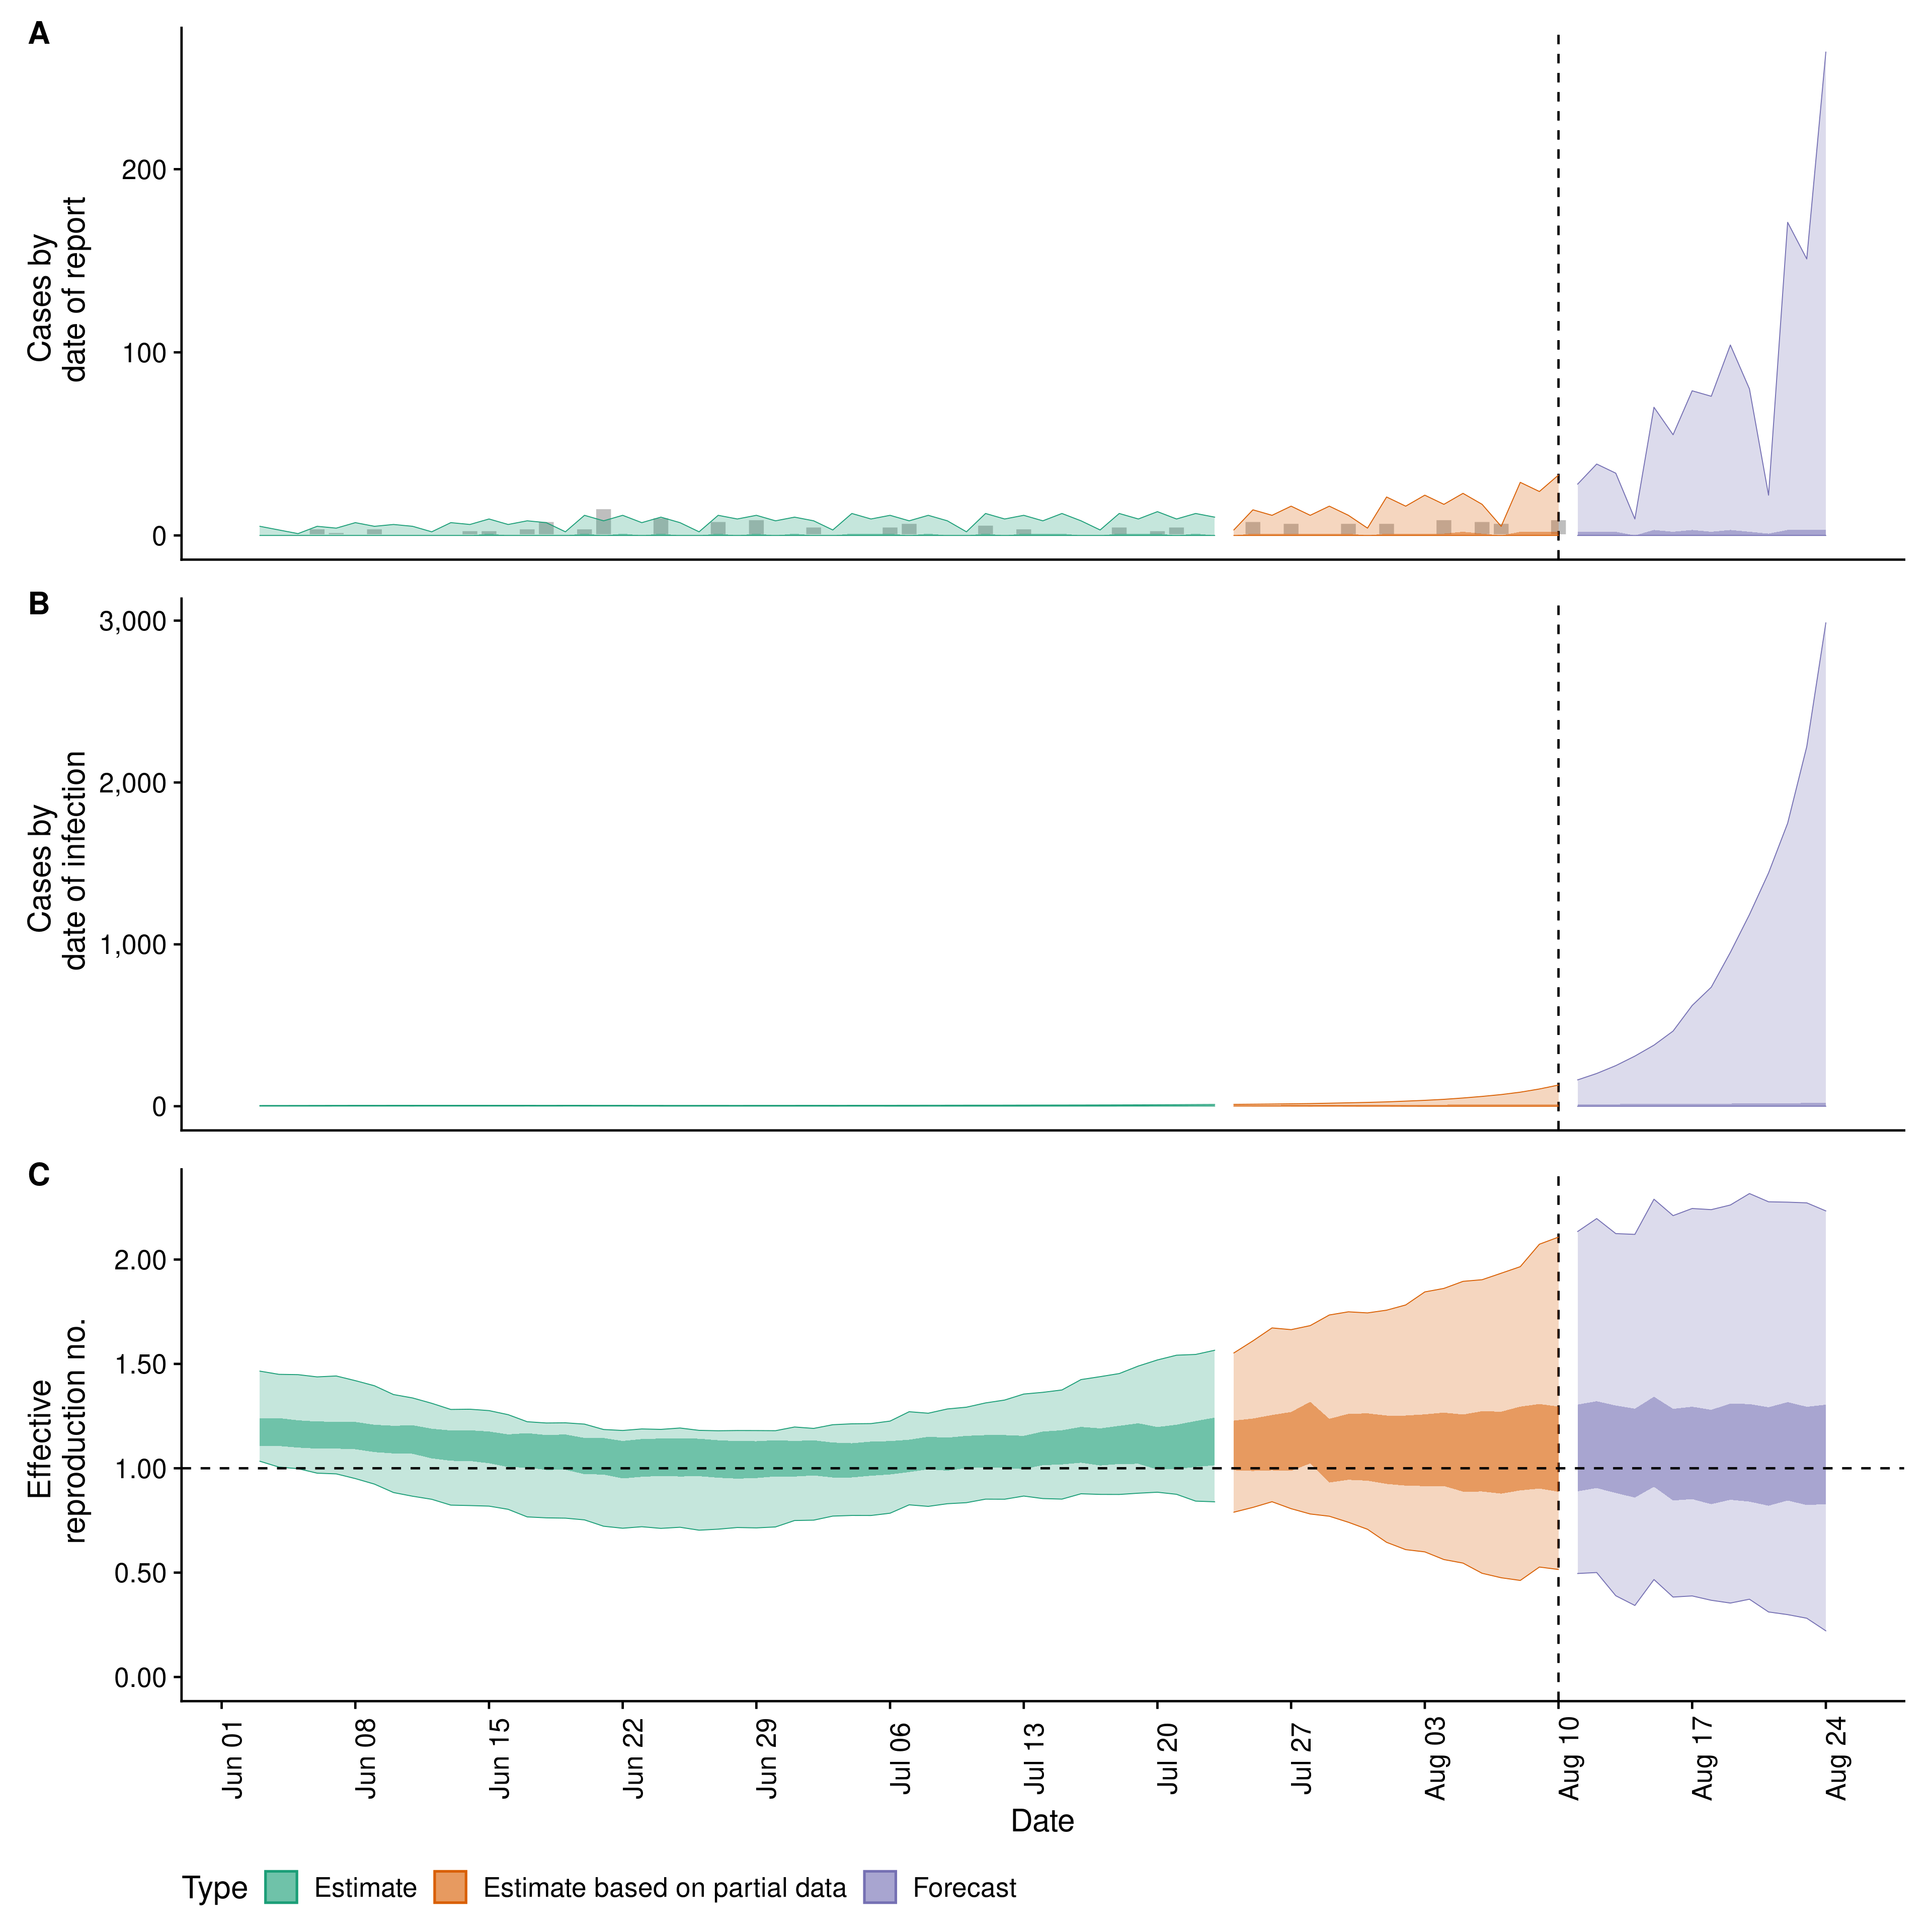 A
Cases by
date of report
200
100
0
B
Cases by
date of infection
3,000
2,000
1,000
0
C
Effective
reproduction no.
2.00
1.50
1.00
0.50
0.00
Jun 01
Jun 08
Jun 15
Jun 22
Jun 29
Jul 06
Jul 13
Jul 20
Jul 27
Aug 03
Aug 10
Aug 17
Aug 24
Date
Type Estimate Estimate based on partial data Forecast